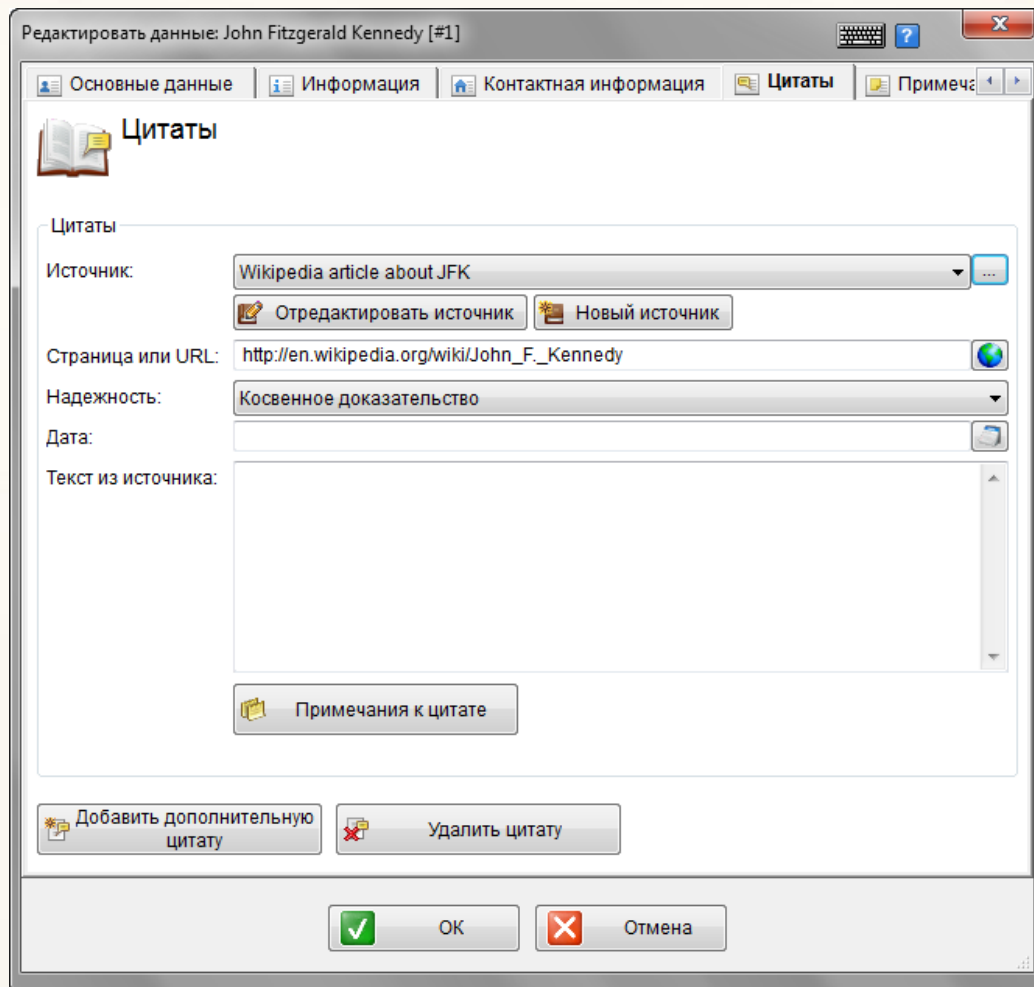 Редактировать данные: John Fitzgerald Kennedy [#1]
Основные данные Информация Контактная информация Цитаты Примеча
Цитаты
Цитаты
Источник: Wikipedia article about JFK ...
Отредактировать источник Новый источник
Страница или URL: http://en.wikipedia.org/wiki/John_F._Kennedy
Надежность: Косвенное доказательство
Дата:
Текст из источника:
Примечания к цитате
Добавить дополнительную
цитату
Удалить цитату
ОК Отмена